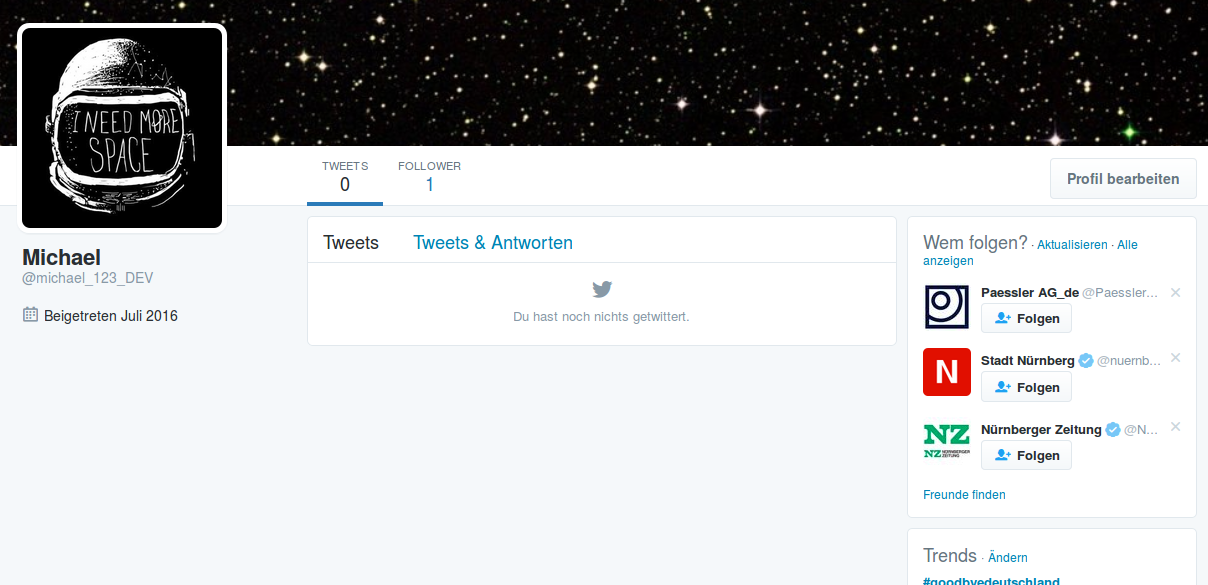 I NEED MORE
SPACE
TWEETS
0
FOLLOWER
1
Profil bearbeiten
Michael
@michael_123_DEV
Beigetreten Juli 2016
Tweets
Tweets & Antworten
Du hast noch nichts getwittert.
Wem folgen? · Aktualisieren · Alle
anzeigen
Paessler AG_de @Paessler...
Folgen
N
Stadt Nürnberg @nuernb...
Folgen
NZ
NZ NÜRNBERGER
ZEITUNG
Nürnberger Zeitung @N...
Folgen
Freunde finden
Trends · Ändern
#goodbyedeutschland